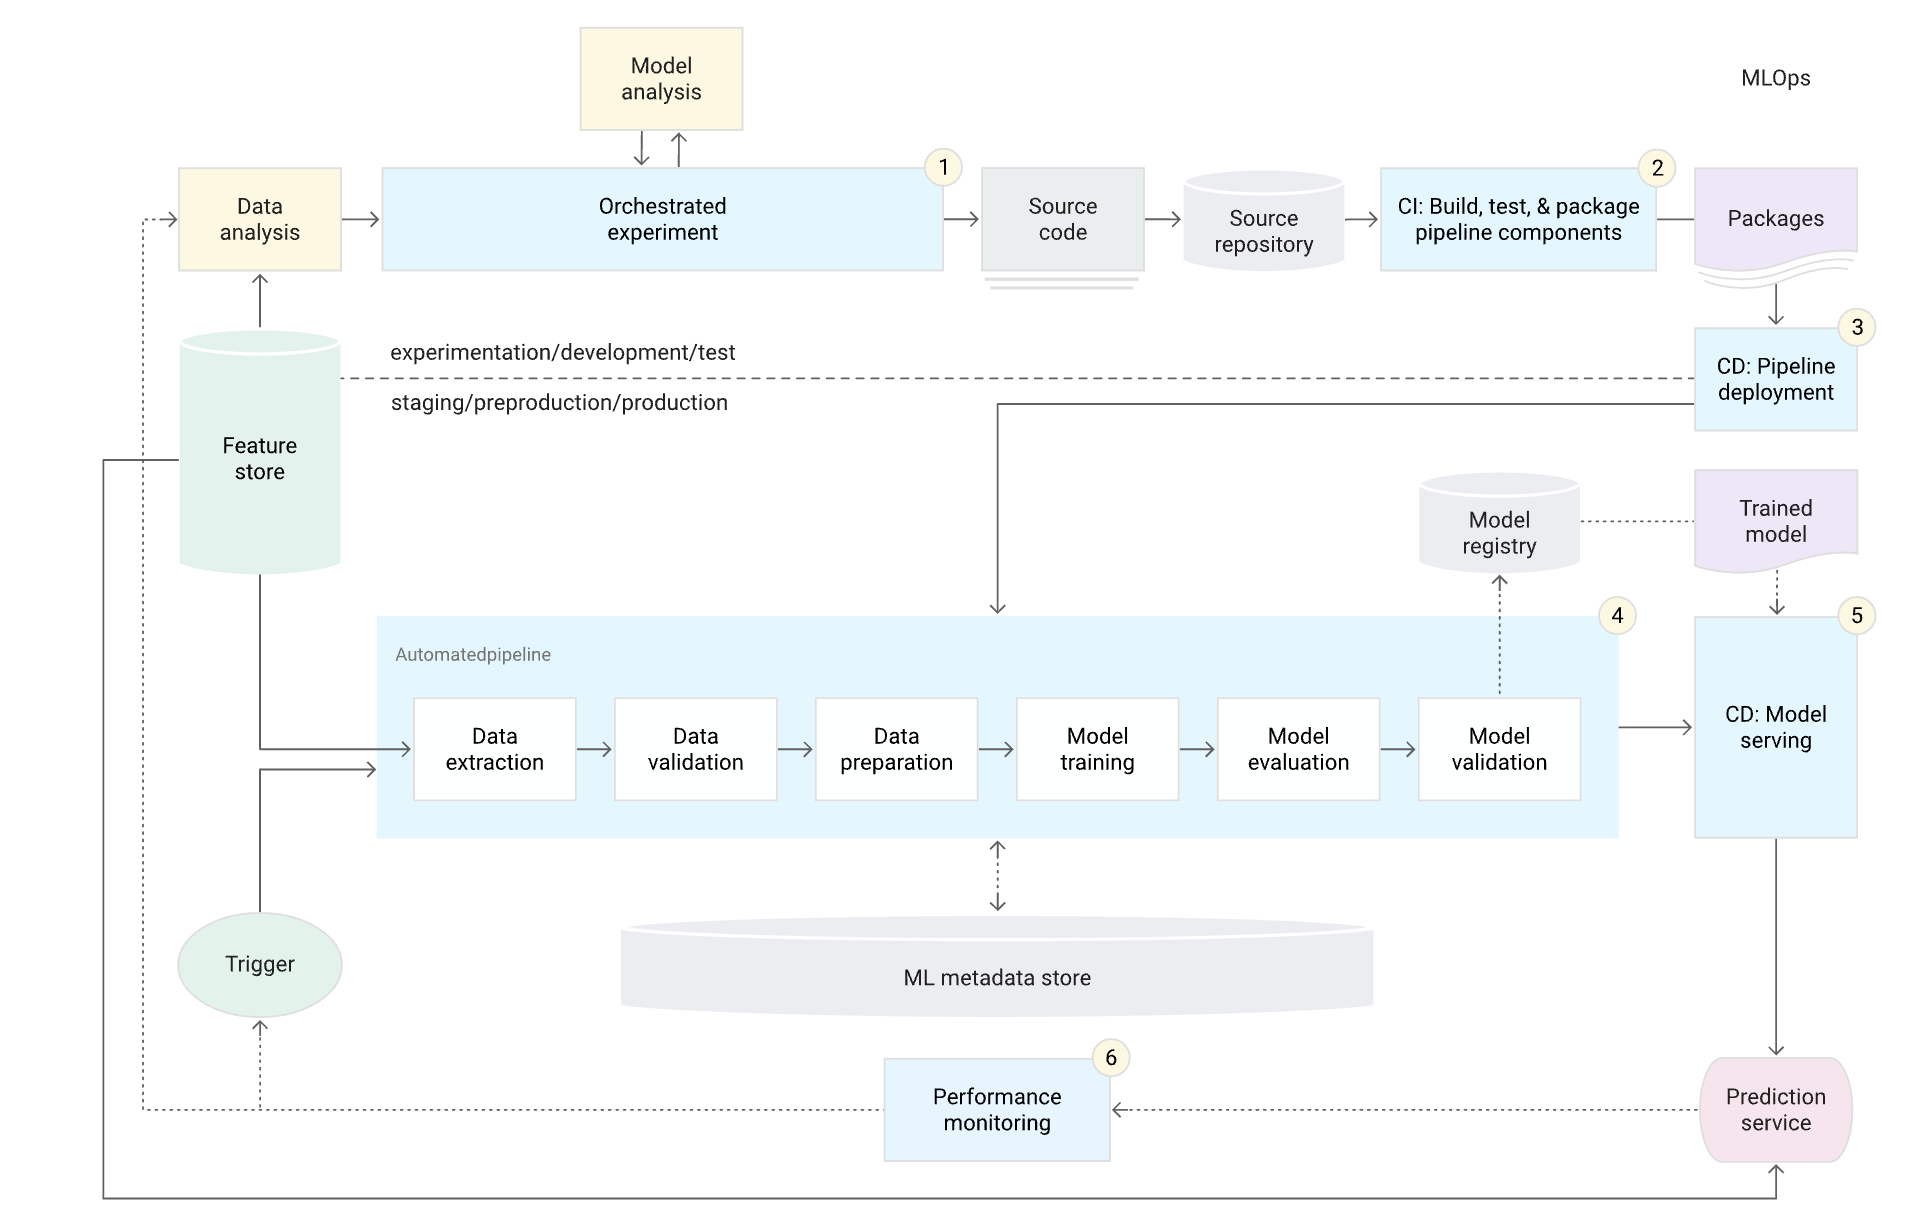 Model
analysis
MLOps
1
2
Data
analysis
Orchestrated
experiment
Source
code
Source
repository
CI: Build, test, & package
pipeline components
Packages
3
experimentation/development/test
CD: Pipeline
deployment
staging/preproduction/production
Feature
store
Model
registry
Trained
model
4
5
Automatedpipeline
Data
extraction
Data
validation
Data
preparation
Model
training
Model
evaluation
Model
validation
CD: Model
serving
Trigger
ML metadata store
6
Performance
monitoring
Prediction
service